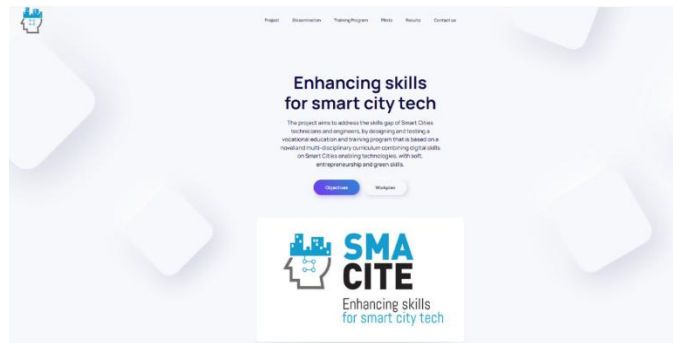 Project Dissemination Training Program Pilots Results Contact us
Enhancing skills
for smart city tech
The project aims to address the skills gap of Smart Cities
technicians and engineers, by designing and testing a
vocational education and training program that is based on a
novel and multi-disciplinary curriculum combining digital skills
on Smart Cities enabling technologies, with soft,
entrepreneurship and green skills.
Objectives Workplan
SMA
CITE
Enhancing skills
for smart city tech